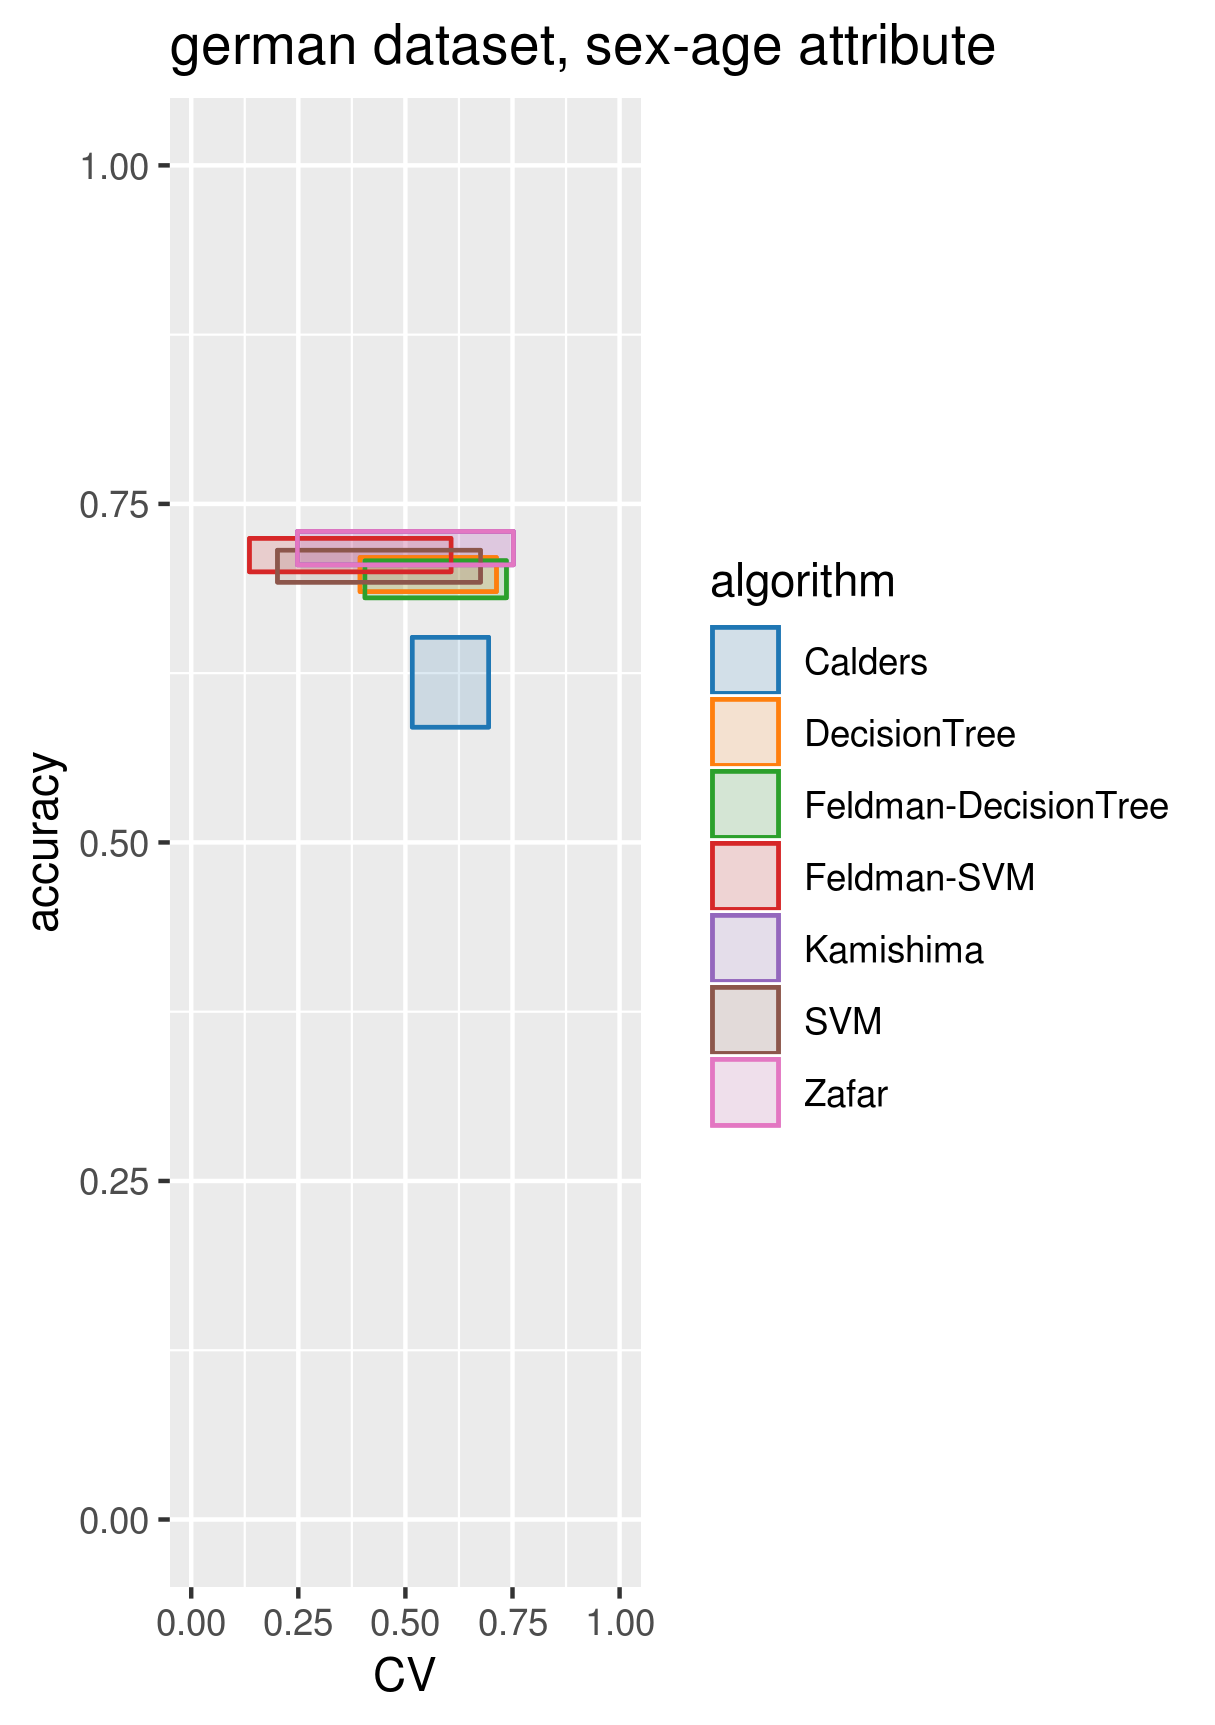 german dataset, sex-age attribute
1.00
0.75
0.50
0.25
0.00
accuracy
0.00 0.25 0.50 0.75 1.00
CV
algorithm
Calders
DecisionTree
Feldman-DecisionTree
Feldman-SVM
Kamishima
SVM
Zafar